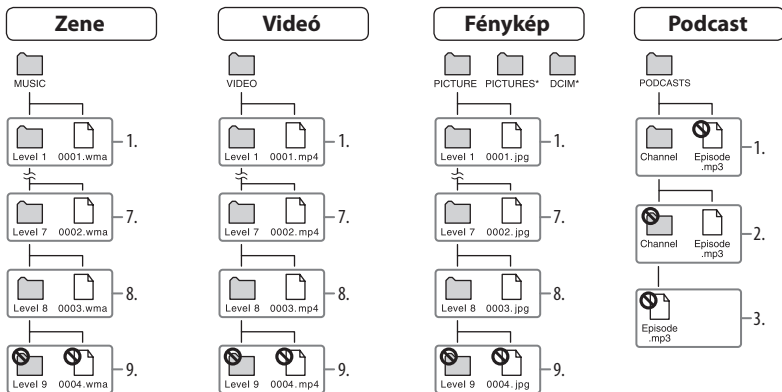 Zene
MUSIC
Level 1 0001.wma
1.
Level 7 0002.wma
7.
Level 8 0003.wma
8.
Level 9 0004.wma
9.
Videó
VIDEO
Level 1 0001.mp4
1.
Level 7 0002.mp4
7.
Level 8 0003.mp4
8.
Level 9 0004.mp4
9.
Fénykép
PICTURE PICTURES* DCIM*
Level 1 0001.jpg
1.
Level 7 0002.jpg
7.
Level 8 0003.jpg
8.
Level 9 0004.jpg
9.
Podcast
PODCASTS
Channel Episode
.mp3
1.
Channel Episode
.mp3
2.
Episode
.mp3
3.